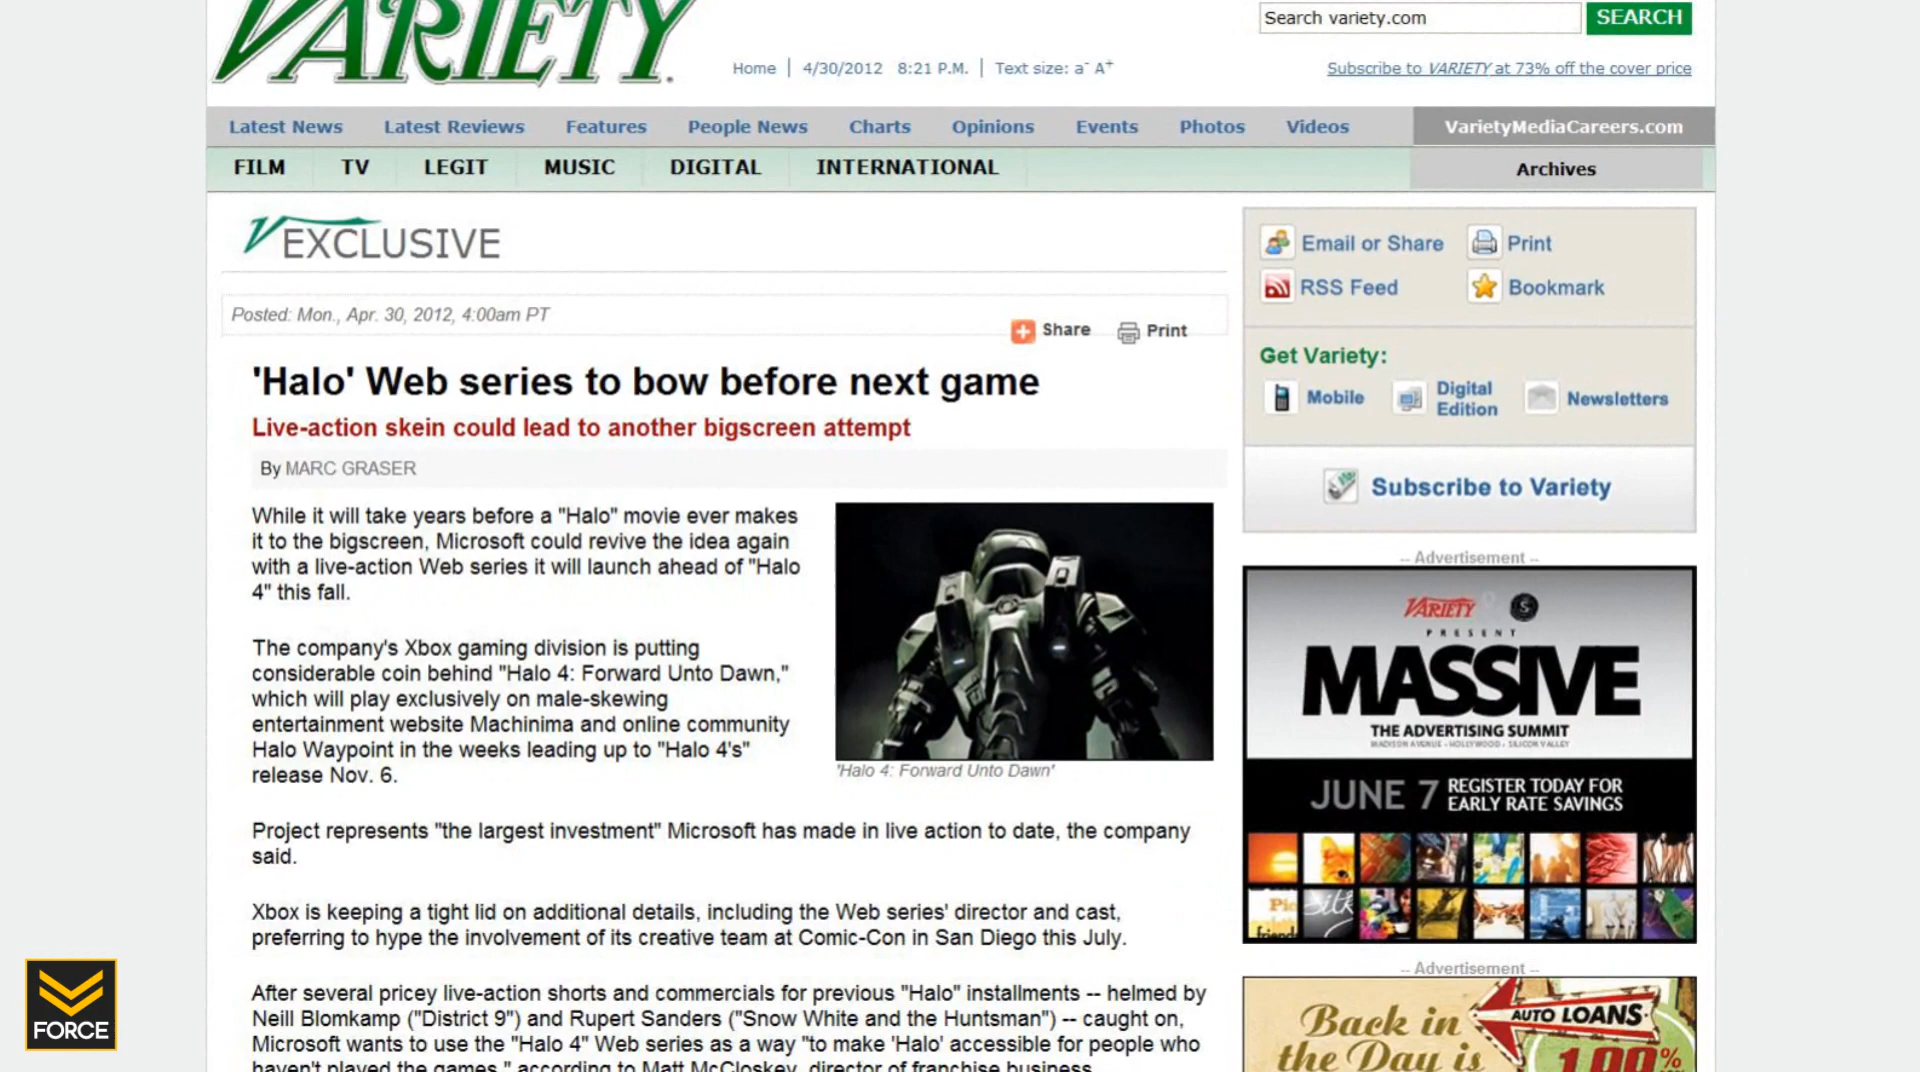 VARIETY
Search variety.com
SEARCH
Home | 4/30/2012 8:21 P.M. | Text size: a- A+
Subscribe to VARIETY at 73% off the cover price
Latest News
Latest Reviews
Features
People News
Charts
Opinions
Events
Photos
Videos
VarietyMediaCareers.com
FILM
TV
LEGIT
MUSIC
DIGITAL
INTERNATIONAL
Archives
EXCLUSIVE
Posted: Mon., Apr. 30, 2012, 4:00am PT
Share
Print
'Halo' Web series to bow before next game
Live-action skein could lead to another bigscreen attempt
By MARC GRASER
While it will take years before a "Halo" movie ever makes
it to the bigscreen, Microsoft could revive the idea again
with a live-action Web series it will launch ahead of "Halo
4" this fall.
The company's Xbox gaming division is putting
considerable coin behind "Halo 4: Forward Unto Dawn,"
which will play exclusively on male-skewing
entertainment website Machinima and online community
Halo Waypoint in the weeks leading up to "Halo 4's"
release Nov. 6.
'Halo 4: Forward Unto Dawn'
Project represents "the largest investment" Microsoft has made in live action to date, the company
said.
Xbox is keeping a tight lid on additional details, including the Web series' director and cast,
preferring to hype the involvement of its creative team at Comic-Con in San Diego this July.
After several pricey live-action shorts and commercials for previous "Halo" installments -- helmed by
Neill Blomkamp ("District 9") and Rupert Sanders ("Snow White and the Huntsman") -- caught on,
Microsoft wants to use the "Halo 4" Web series as a way "to make 'Halo' accessible for people who
haven't played the games," according to Matt McCloskey, director of franchise business
Email or Share
Print
RSS Feed
Bookmark
Get Variety:
Mobile
Digital
Edition
Newsletters
Subscribe to Variety
-- Advertisement --
VARIETY S
PRESENT
MASSIVE
THE ADVERTISING SUMMIT
MADISON AVENUE - HOLLYWOOD - SILICON VALLEY
JUNE 7
REGISTER TODAY FOR
EARLY RATE SAVINGS
Silk
-- Advertisement --
Back in
the Day is
AUTO LOANS
%
FORCE